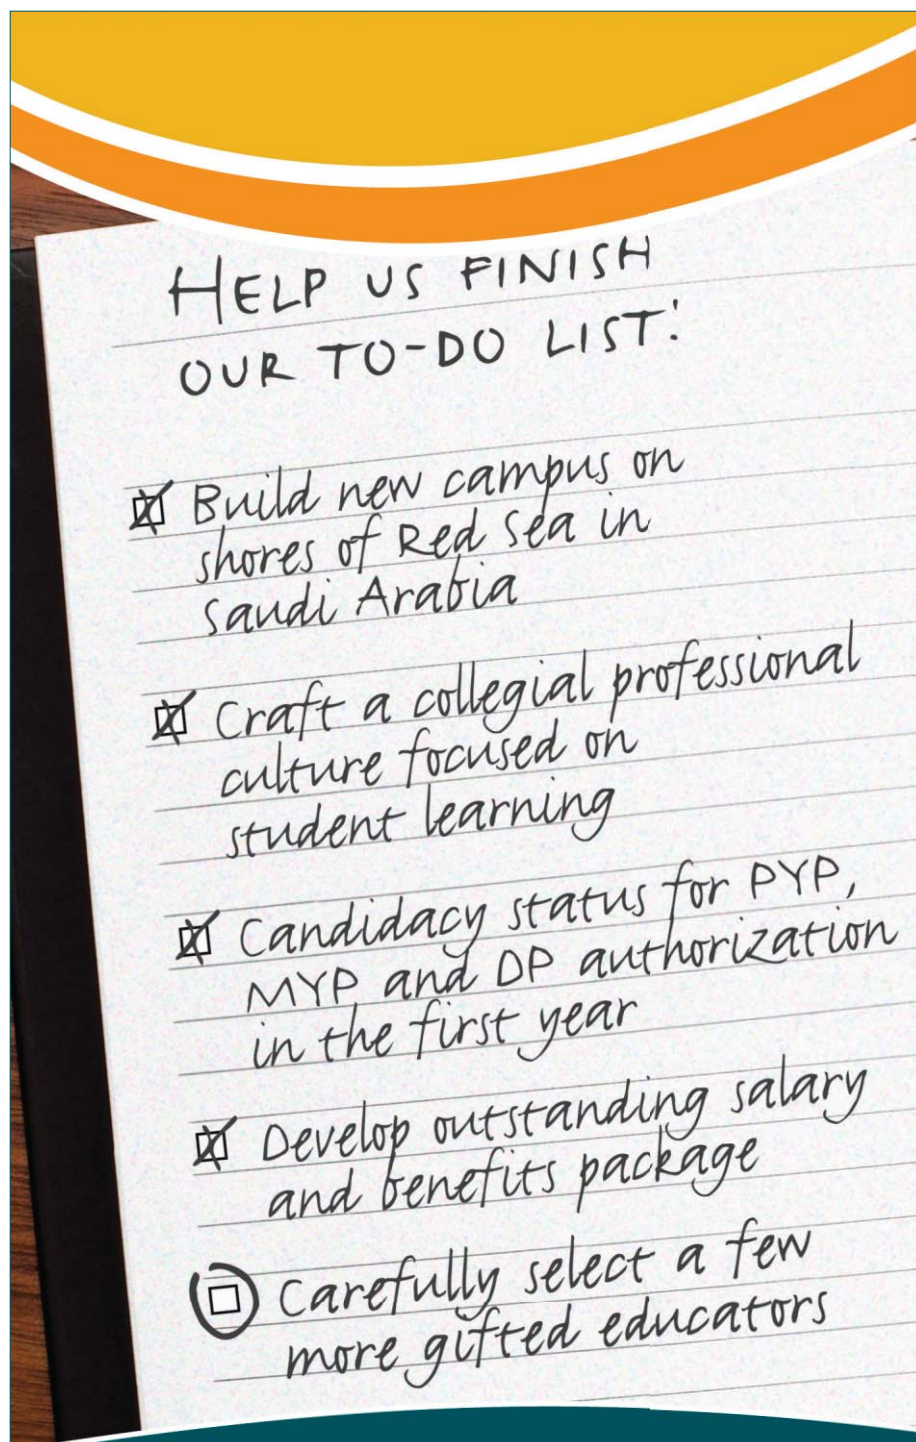 HELP US FINISH
OUR TO-DO LIST:
Build new campus on
shores of Red Sea in
Saudi Arabia
Craft a collegial professional
culture focused on
student learning
Candidacy status for PYP,
MYP and DP authorization
in the first year
Develop outstanding salary
and benefits package
Carefully select a few
more gifted educators